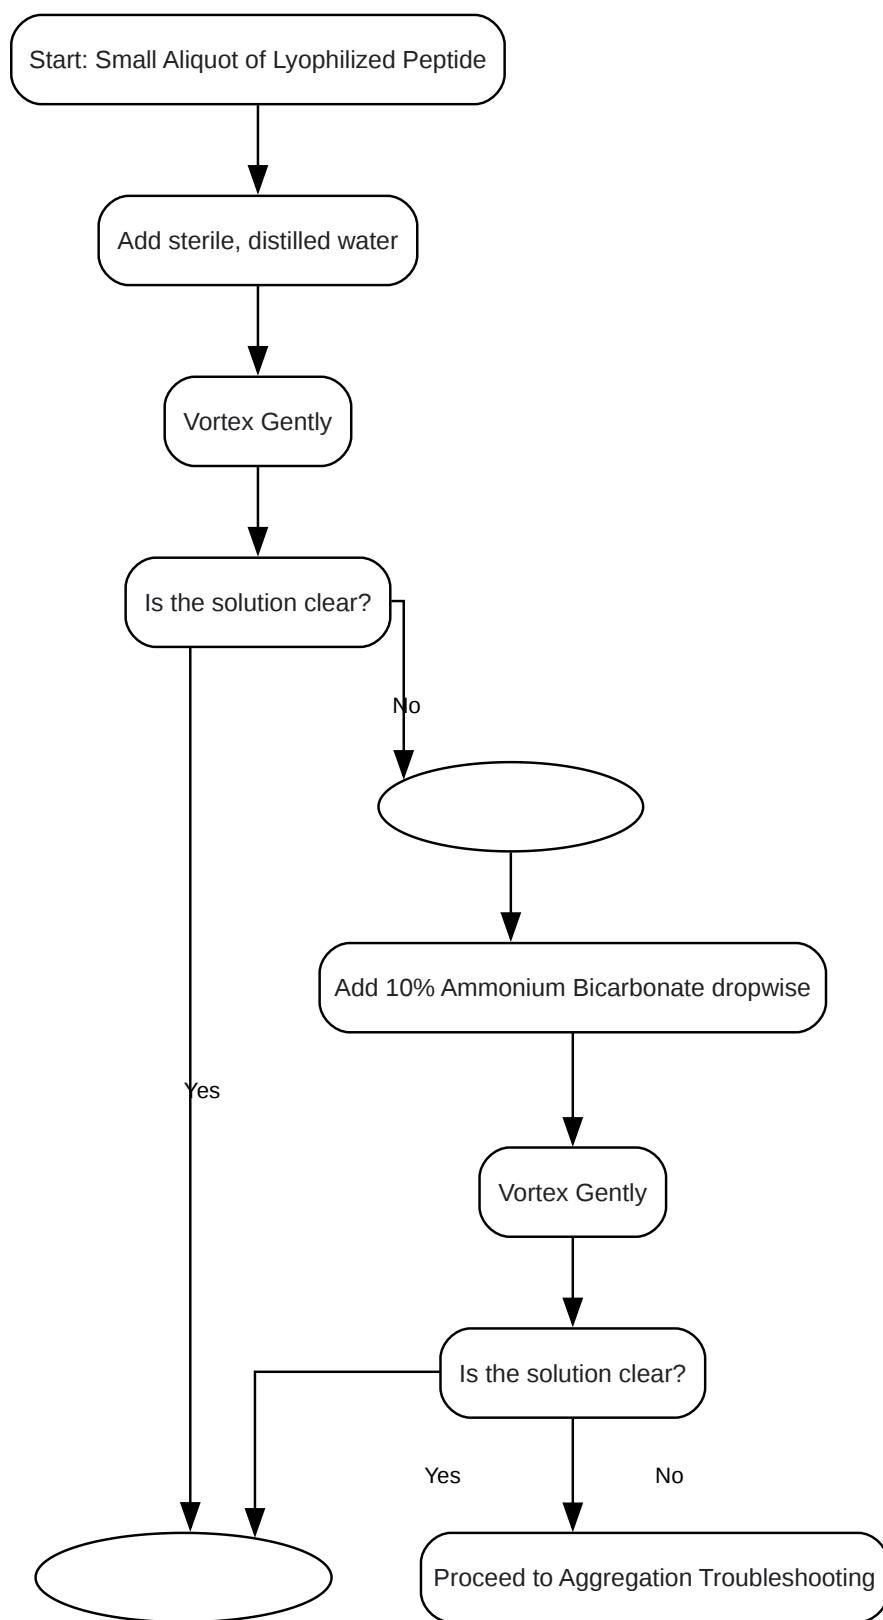 Start: Small Aliquot of Lyophilized Peptide
Add sterile, distilled water
Vortex Gently
Is the solution clear?
No
Add 10% Ammonium Bicarbonate dropwise
Yes
Vortex Gently
Is the solution clear?
Yes
No
Proceed to Aggregation Troubleshooting